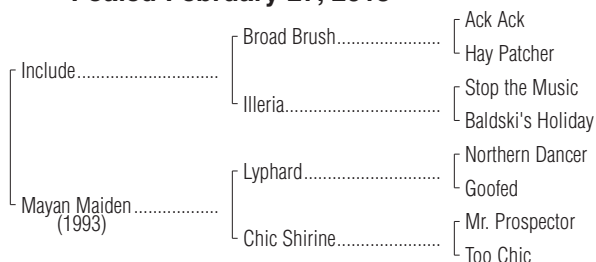 Foaled February 27,
Ack Ack
Broad Brush
Hay Patcher
Include
Stop the Music
Illeria
Baldski's Holiday
Northern Dancer
Lyphard
Goofed
Mayan Maiden
(1993)
Mr. Prospector
Chic Shirine
Too Chic